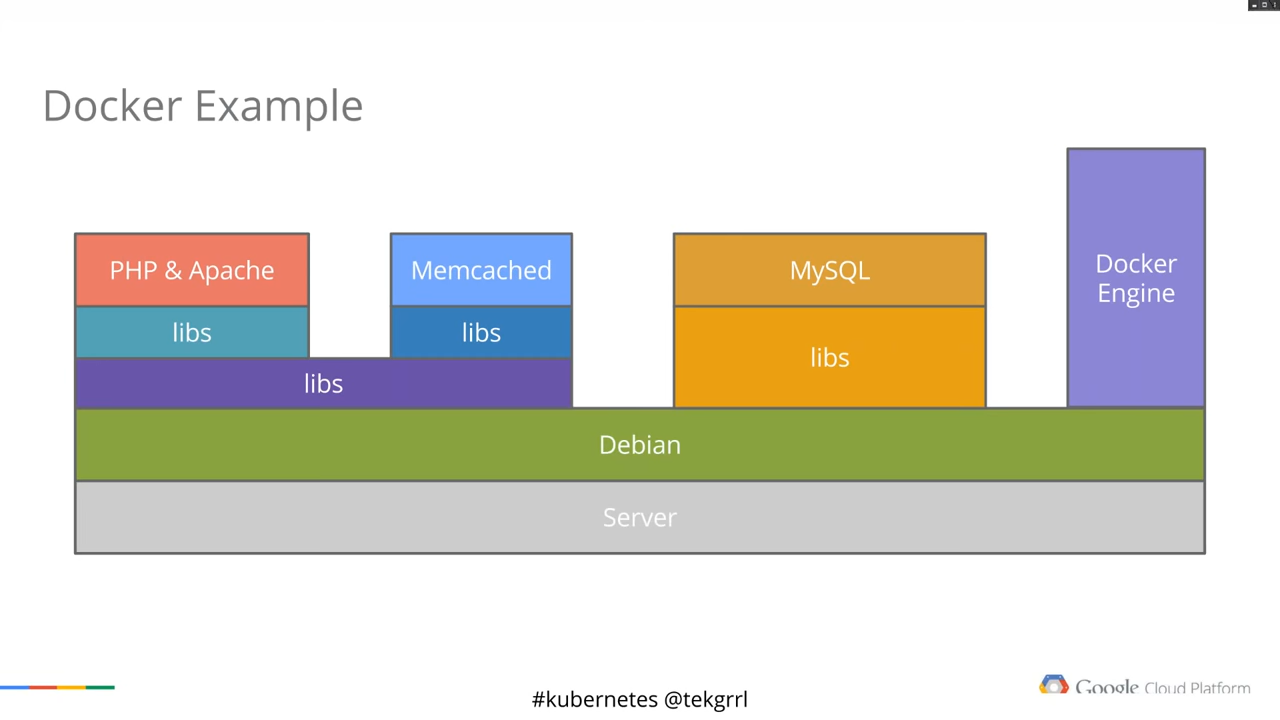 Docker Example
PHP & Apache
Memcached
MySQL
Docker
Engine
libs
libs
libs
libs
Debian
Server
#kubernetes @tekgrrl
Google Cloud Platform